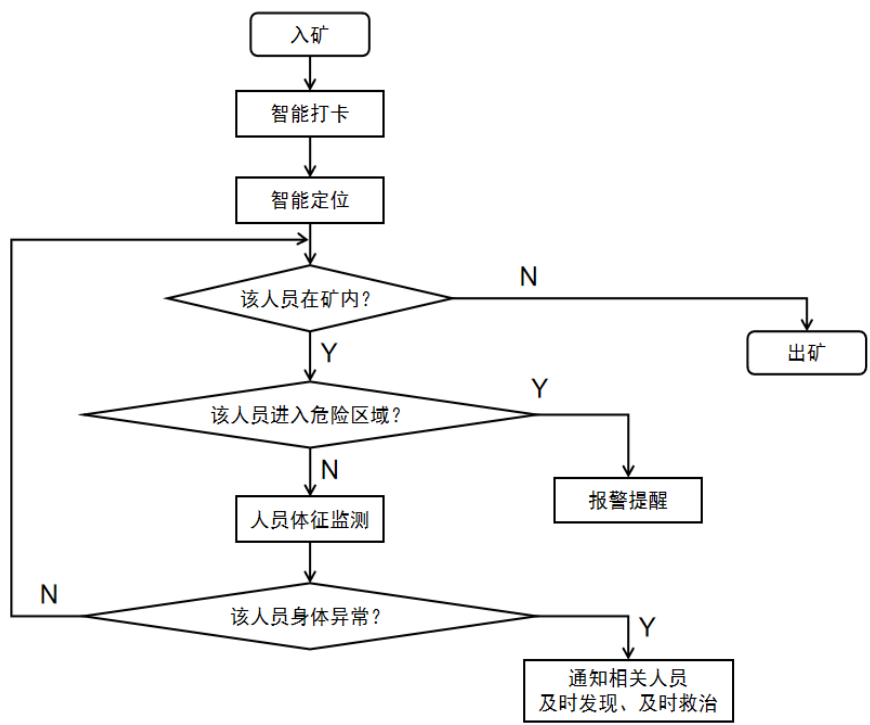 入矿
智能打卡
智能定位
该人员在矿内？
N
Y
出矿
该人员进入危险区域？
Y
N
报警提醒
人员体征监测
该人员身体异常？
N
Y
通知相关人员
及时发现、及时救治